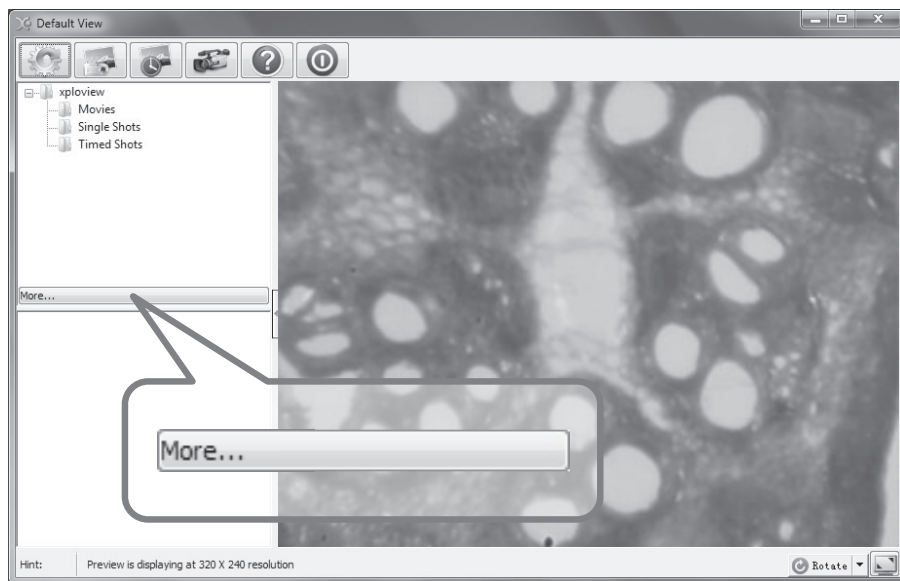 Default View
xploview
Movies
Single Shots
Timed Shots
More...
More...
Hint: Preview is displaying at 320 X 240 resolution
Rotate